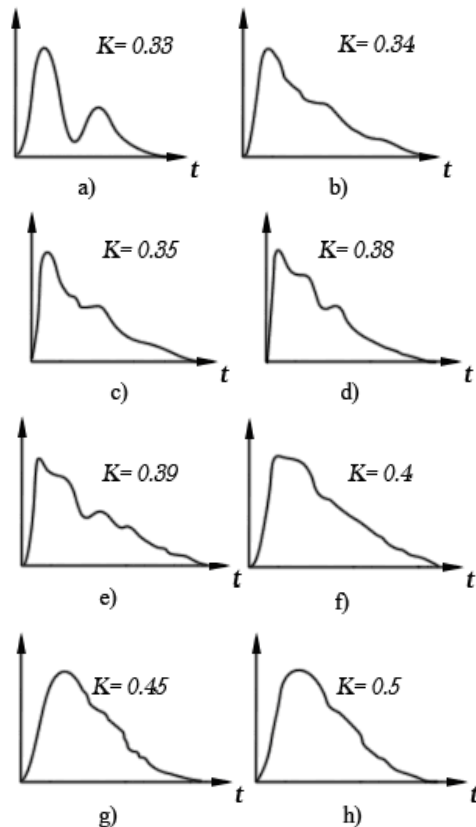 K= 0.33
t
a)
K= 0.34
t
b)
K= 0.35
t
c)
K= 0.38
t
d)
K= 0.39
t
e)
K= 0.4
t
f)
K= 0.45
t
g)
K= 0.5
t
h)